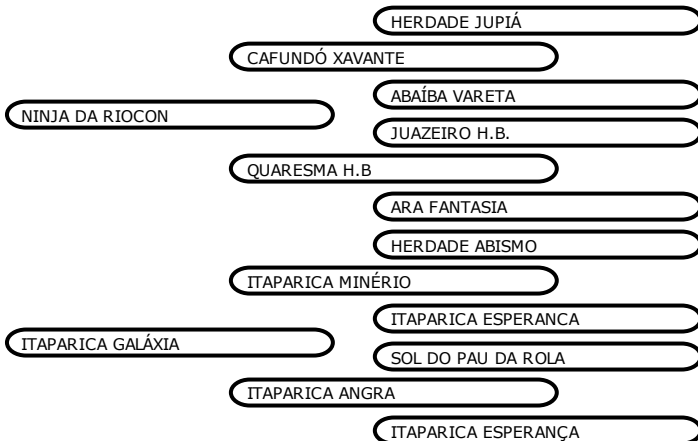 HERDADE JUPIÁ
CAFUNDÓ XAVANTE
ABAÍBA VARETA
NINJA DA RIOCON
JUAZEIRO H.B.
QUARESMA H.B
ARA FANTASIA
HERDADE ABISMO
ITAPARICA MINÉRIO
ITAPARICA ESPERANCA
ITAPARICA GALÁXIA
SOL DO PAU DA ROLA
ITAPARICA ANGRA
ITAPARICA ESPERANÇA